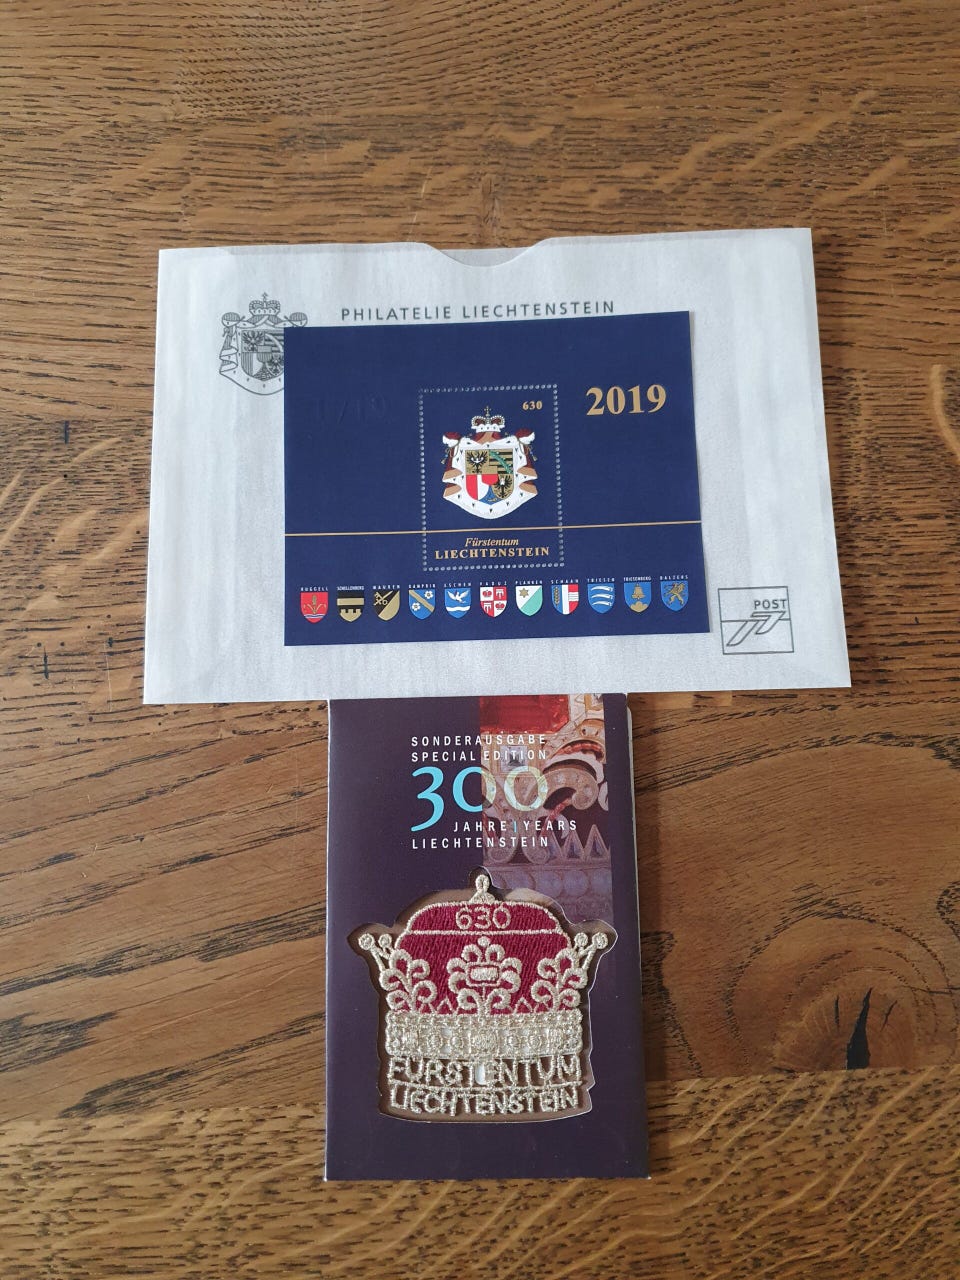 PHILATELIE LIECHTENSTEIN
2019
630
Fürstentum
LIECHTENSTEIN
RUGGELL SCHELLENBERG MAUREN GAMPRIN ESCHEN VADUZ PLANKEN SCHAAN TRIESEN TRIESENBERG BALZERS
POST
SONDERAUSGABE
SPECIAL EDITION
300
JAHRE|YEARS
LIECHTENSTEIN
630
FÜRSTENTUM
LIECHTENSTEIN